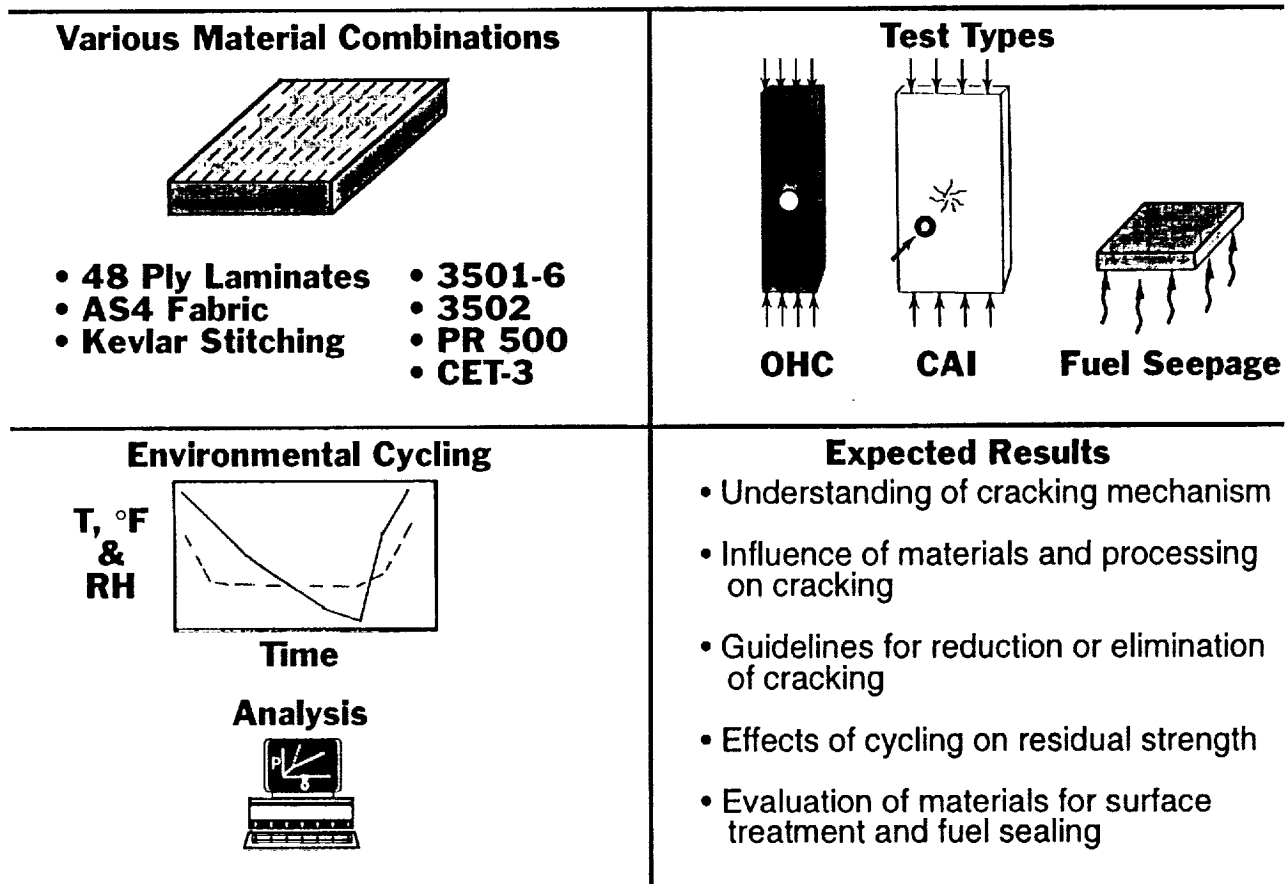 Various Material Combinations
• 48 Ply Laminates
• AS4 Fabric
• Kevlar Stitching
• 3501-6
• 3502
• PR 500
• CET-3
Test Types
OHC
CAI
Fuel Seepage
Environmental Cycling
T, °F
&
RH
Time
Analysis
P
δ
Expected Results
• Understanding of cracking mechanism
• Influence of materials and processing
on cracking
• Guidelines for reduction or elimination
of cracking
• Effects of cycling on residual strength
• Evaluation of materials for surface
treatment and fuel sealing